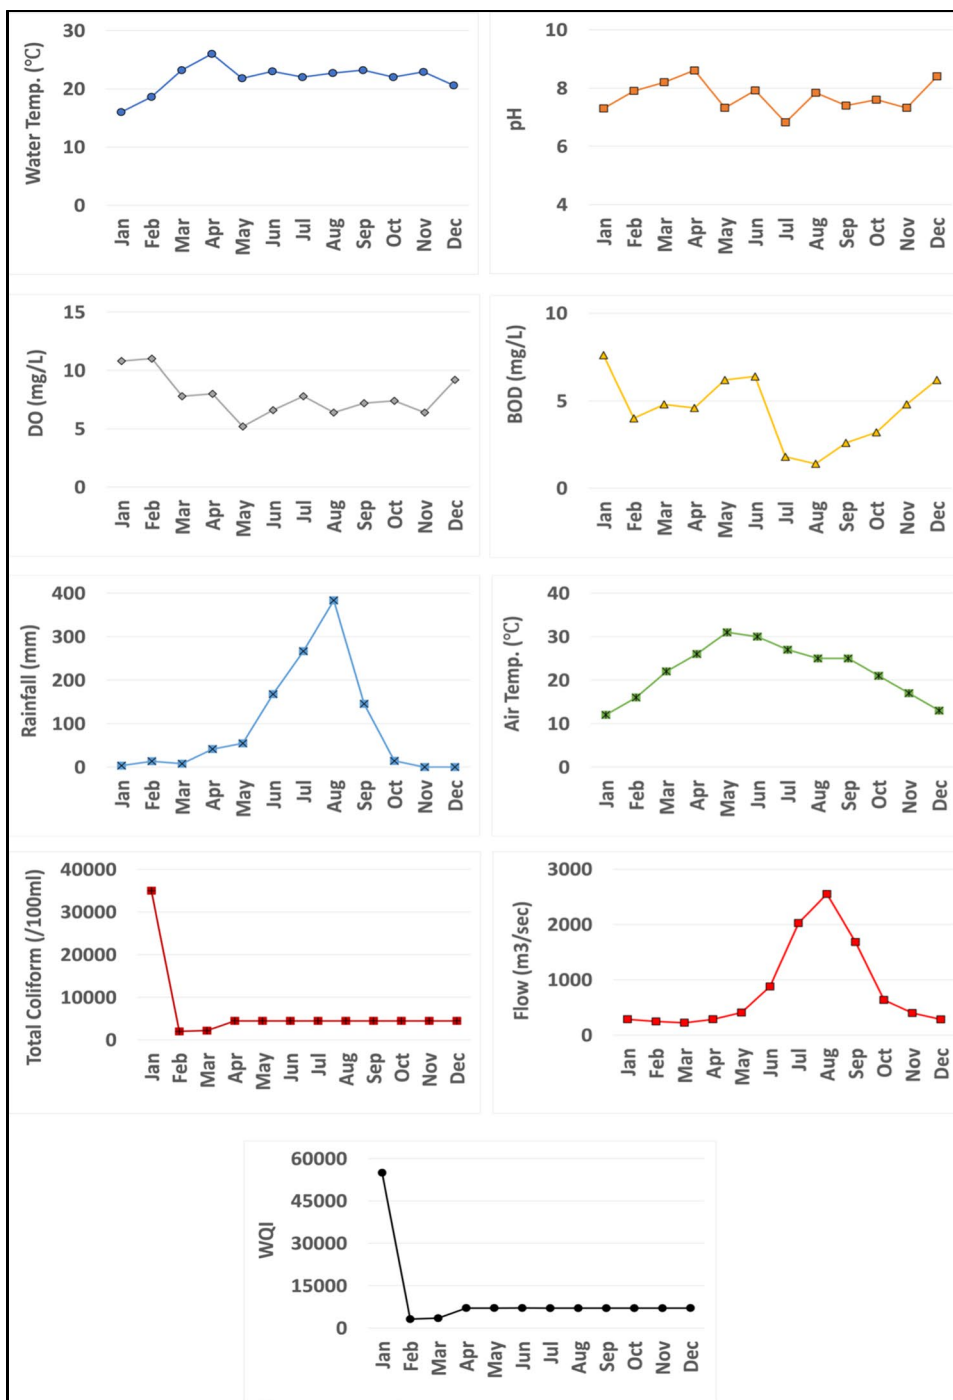 Water Temp. (°C)
30
20
10
0
Jan Feb Mar Apr May Jun Jul Aug Sep Oct Nov Dec
pH
10
8
6
4
Jan Feb Mar Apr May Jun Jul Aug Sep Oct Nov Dec
DO (mg/L)
15
10
5
0
Jan Feb Mar Apr May Jun Jul Aug Sep Oct Nov Dec
BOD (mg/L)
10
5
0
Jan Feb Mar Apr May Jun Jul Aug Sep Oct Nov Dec
Rainfall (mm)
400
300
200
100
0
Jan Feb Mar Apr May Jun Jul Aug Sep Oct Nov Dec
Air Temp. (°C)
40
30
20
10
0
Jan Feb Mar Apr May Jun Jul Aug Sep Oct Nov Dec
Total Coliform (/100ml)
40000
30000
20000
10000
0
Jan Feb Mar Apr May Jun Jul Aug Sep Oct Nov Dec
Flow (m3/sec)
3000
2000
1000
0
Jan Feb Mar Apr May Jun Jul Aug Sep Oct Nov Dec
WQI
60000
45000
30000
15000
0
Jan Feb Mar Apr May Jun Jul Aug Sep Oct Nov Dec